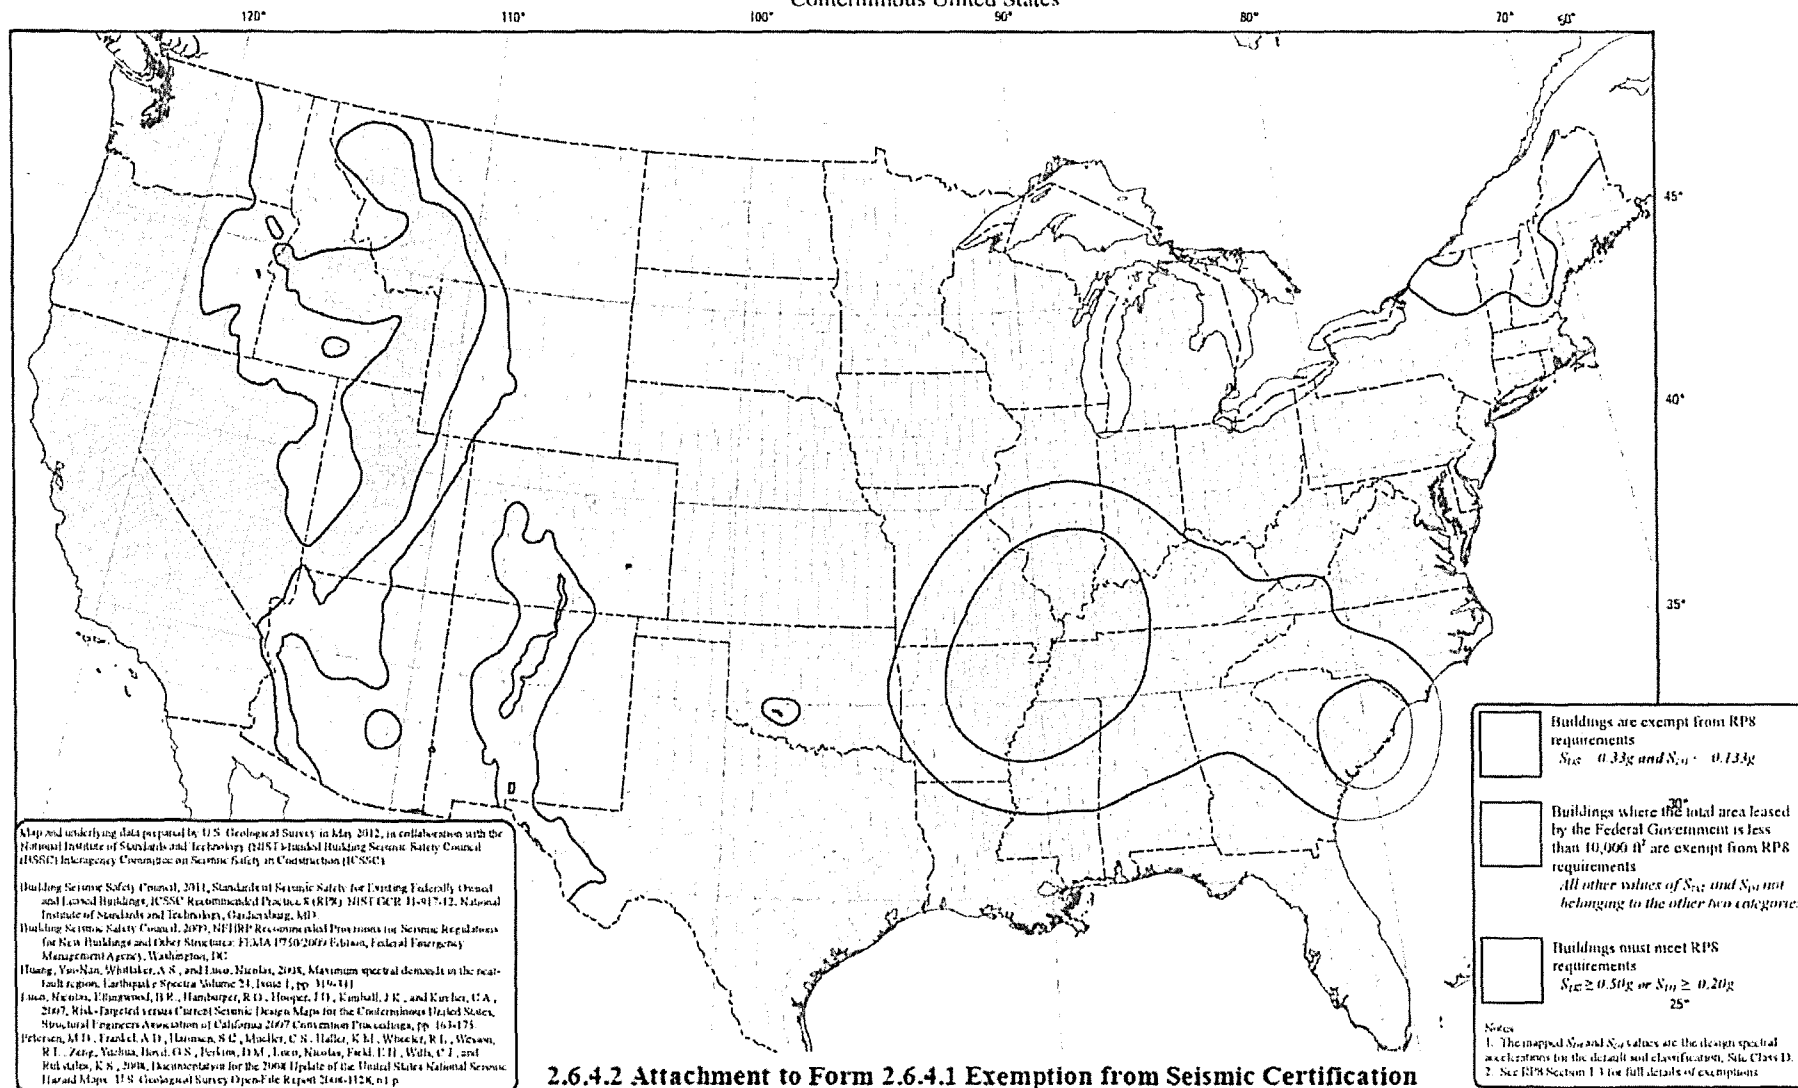 Conterminous United States
120°
110°
100°
90°
80°
70°
45°
40°
35°
Buildings are exempt from RP8
requirements
0.33g and
0.133g
30°
Buildings where the total area leased
by the Federal Government is less
than 10,000 ft² are exempt from RP8
requirements
All other values of and not
belonging to the other two categories
Buildings must meet RP8
requirements
≥ 0.50g or ≥ 0.20g
25°
Notes
1. The mapped and values are the design spectral
accelerations for the default soil classification, Site Class D.
2. See RP8 Section 1.3 for full details of exemptions
Map and underlying data prepared by U.S. Geological Survey in May 2012, in collaboration with the
National Institute of Standards and Technology (NIST)-funded Building Seismic Safety Council
(BSSC) Interagency Committee on Seismic Safety in Construction (ICSSC)
Building Seismic Safety Council, 2011, Standards of Seismic Safety for Existing Federally Owned
and Leased Buildings, ICSSC Recommended Practice 8 (RP8): NIST GCR 11-917-12, National
Institute of Standards and Technology, Gaithersburg, MD.
Building Seismic Safety Council, 2009, NEHRP Recommended Provisions for Seismic Regulations
for New Buildings and Other Structures: FEMA P750/2009 Edition, Federal Emergency
Management Agency, Washington, DC
Huang, Yin-Nan, Whittaker, A.S., and Luco, Nicolas, 2008, Maximum spectral demands in the near-
fault region, Earthquake Spectra Volume 24, Issue 1, pp. 319-341
Luco, Nicolas, Ellingwood, B.R., Hamburger, R.O., Hooper, J.D., Kimball, J.K., and Kircher, C.A.,
2007, Risk-Targeted versus Current Seismic Design Maps for the Conterminous United States,
Structural Engineers Association of California 2007 Convention Proceedings, pp. 163-175.
Petersen, M.D., Frankel, A.D., Harmsen, S.C., Mueller, C.S., Haller, K.M., Wheeler, R.L., Wesson,
R.L., Zeng, Yuehua, Boyd, O.S., Perkins, D.M., Luco, Nicolas, Field, E.H., Wills, C.J., and
Rukstales, K.S., 2008, Documentation for the 2008 Update of the United States National Seismic
Hazard Maps: U.S. Geological Survey Open-File Report 2008-1128, 61 p.
2.6.4.2 Attachment to Form 2.6.4.1 Exemption from Seismic Certification